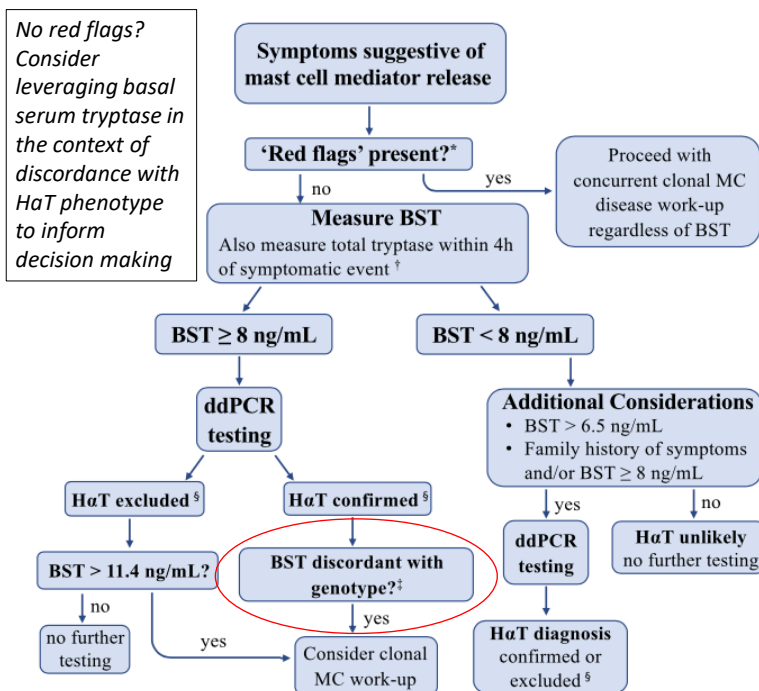 No red flags?
Consider
leveraging basal
serum tryptase in
the context of
discordance with
HαT phenotype
to inform
decision making
Symptoms suggestive of
mast cell mediator release
‘Red flags’ present?*
no
yes
Proceed with
concurrent clonal MC
disease work-up
regardless of BST
Measure BST
Also measure total tryptase within 4h
of symptomatic event †
BST ≥ 8 ng/mL
BST < 8 ng/mL
ddPCR
testing
Additional Considerations
• BST > 6.5 ng/mL
• Family history of symptoms
and/or BST ≥ 8 ng/mL
HαT excluded §
HαT confirmed §
yes
no
ddPCR
testing
HαT unlikely
no further testing
BST > 11.4 ng/mL?
BST discordant with
genotype?‡
no
yes
yes
no further
testing
Consider clonal
MC work-up
HαT diagnosis
confirmed or
excluded §